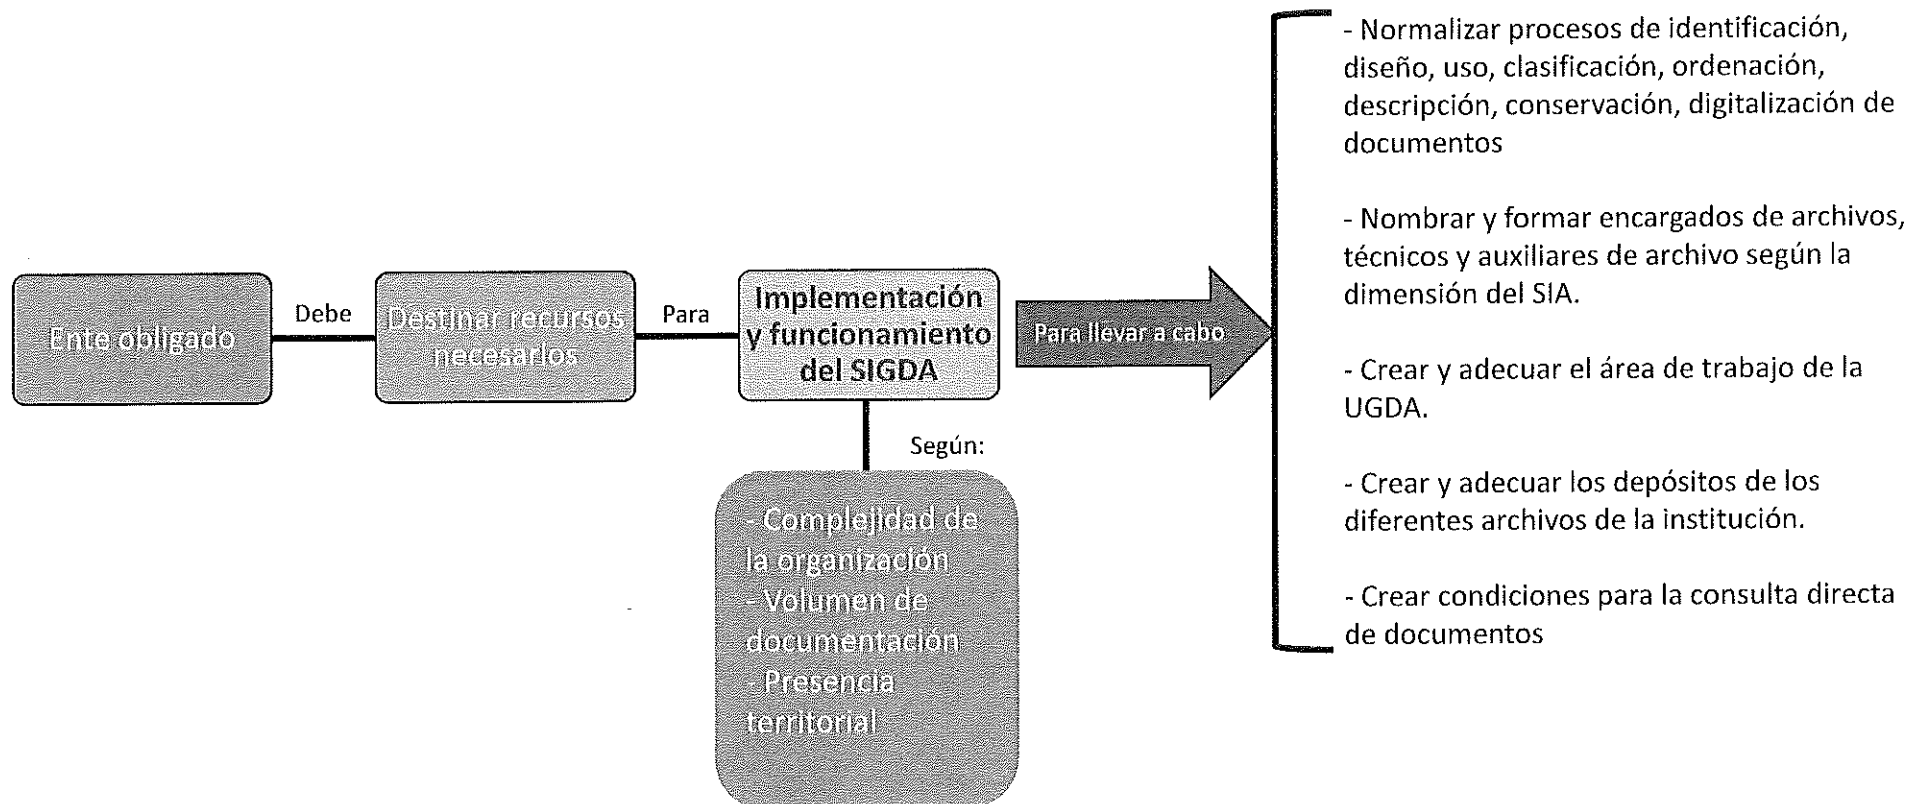 Ente obligado
Debe
Destinar recursos
necesarios
Para
Implementación
y funcionamiento
del SIGDA
Según:
- Complejidad de
la organización
- Volumen de
documentación
- Presencia
territorial
Para llevar a cabo
- Normalizar procesos de identificación,
diseño, uso, clasificación, ordenación,
descripción, conservación, digitalización de
documentos
- Nombrar y formar encargados de archivos,
técnicos y auxiliares de archivo según la
dimensión del SIA.
- Crear y adecuar el área de trabajo de la
UGDA.
- Crear y adecuar los depósitos de los
diferentes archivos de la institución.
- Crear condiciones para la consulta directa
de documentos